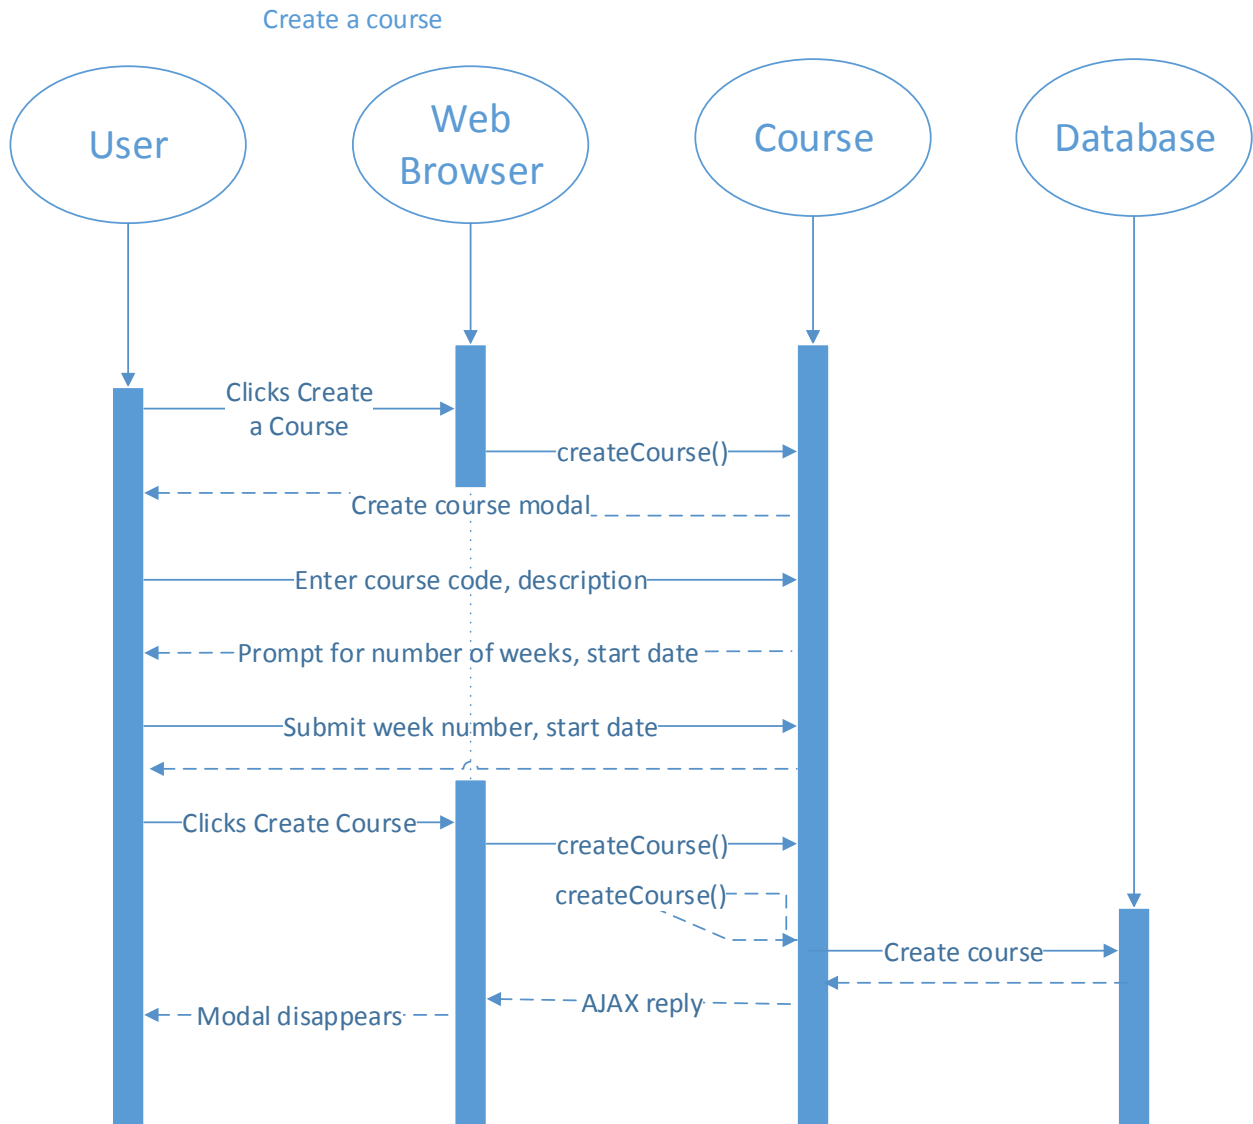 Create a course
User
Web
Browser
Course
Database
Clicks Create
a Course
createCourse()
Create course modal
Enter course code, description
Prompt for number of weeks, start date
Submit week number, start date
Clicks Create Course
createCourse()
createCourse()
Create course
AJAX reply
Modal disappears